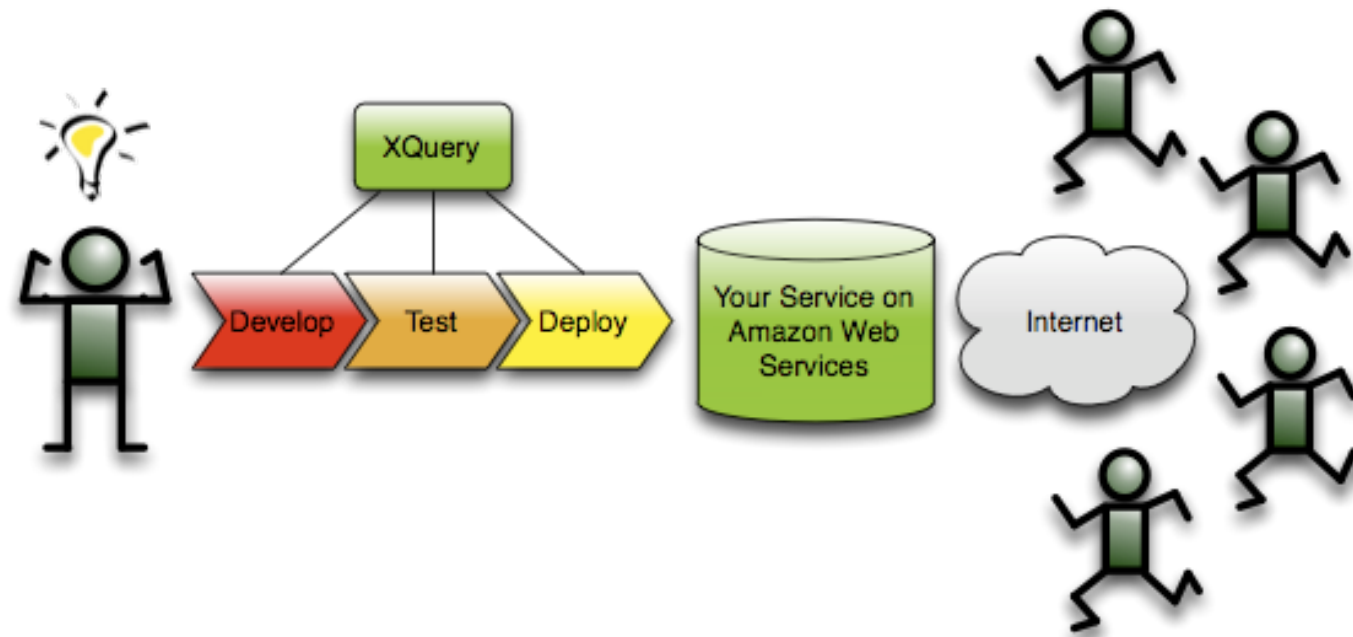 XQuery
Develop
Test
Deploy
Your Service on
Amazon Web
Services
Internet